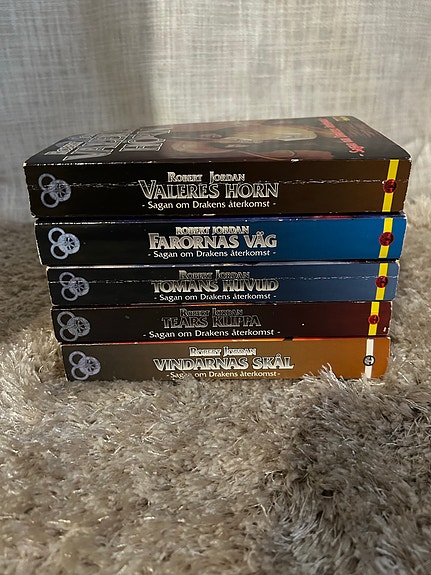 ROBERT JORDAN
VALERES HORN
- Sagan om Drakens återkomst -
ROBERT JORDAN
FARORNAS VÄG
- Sagan om Drakens återkomst -
ROBERT JORDAN
TOMANS HUVUD
- Sagan om Drakens återkomst -
ROBERT JORDAN
TEARS KLIPPA
- Sagan om Drakens återkomst -
ROBERT JORDAN
VINDARNAS SKÅL
- Sagan om Drakens återkomst -